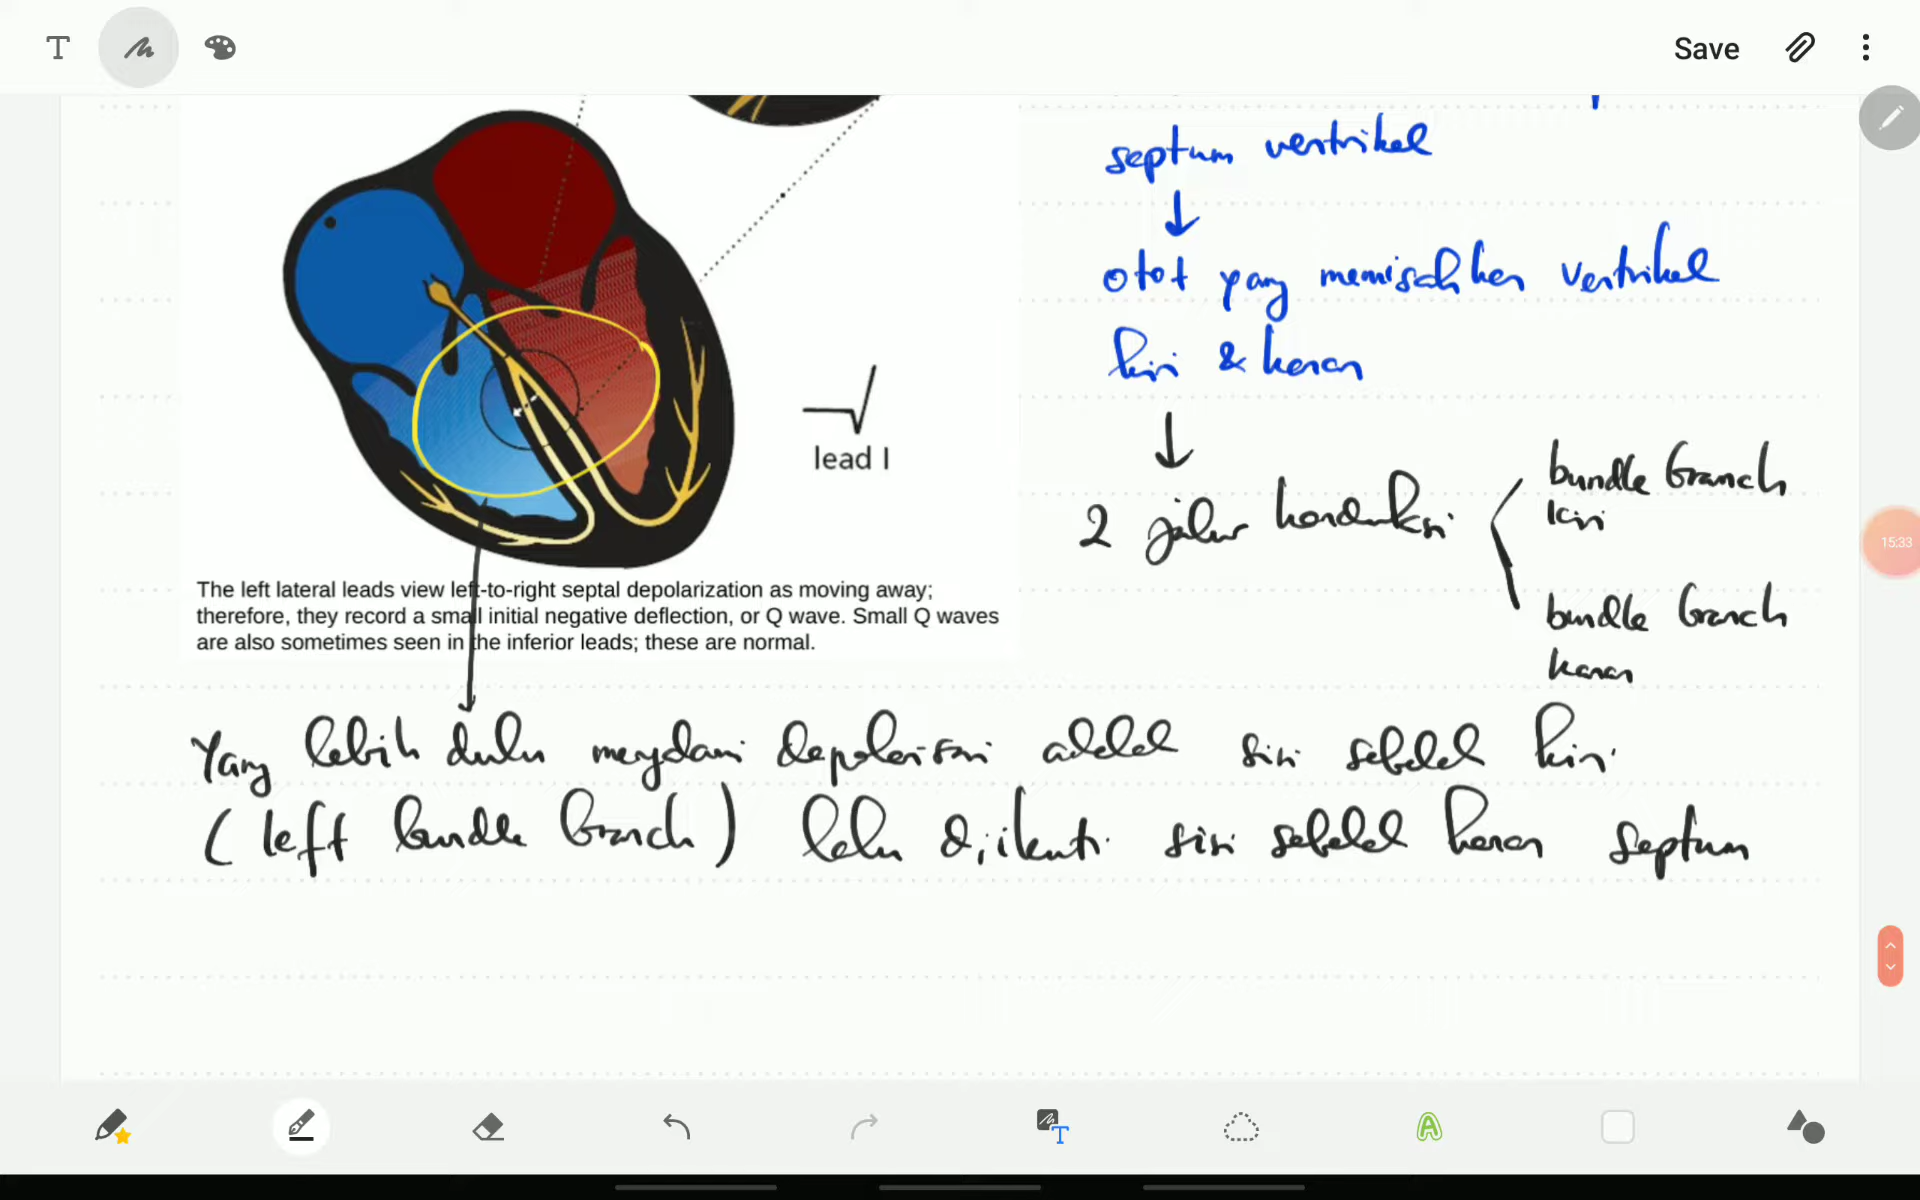 T
Save
septum ventrikel
otot yang memisahkan ventrikel
kiri & kanan
lead I
2 jalur konduksi
bundle branch
kiri
bundle branch
kanan
15:33
The left lateral leads view left-to-right septal depolarization as moving away;
therefore, they record a small initial negative deflection, or Q wave. Small Q waves
are also sometimes seen in the inferior leads; these are normal.
Yang lebih dulu depolarisasi sisi sebelah kiri
(left bundle branch) lalu diikuti sisi sebelah kanan septum
T
A